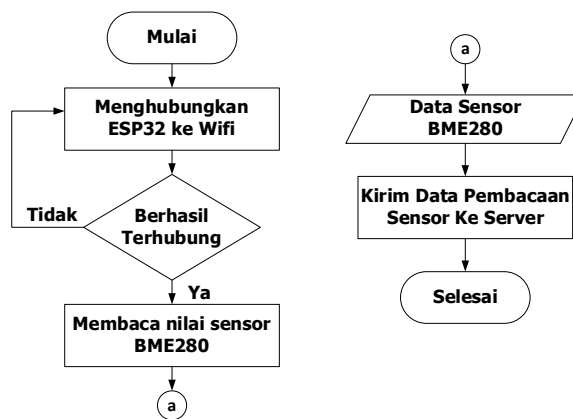 Mulai
Menghubungkan
ESP32 ke Wifi
Tidak
Berhasil
Terhubung
Ya
Membaca nilai sensor
BME280
a
a
Data Sensor
BME280
Kirim Data Pembacaan
Sensor Ke Server
Selesai